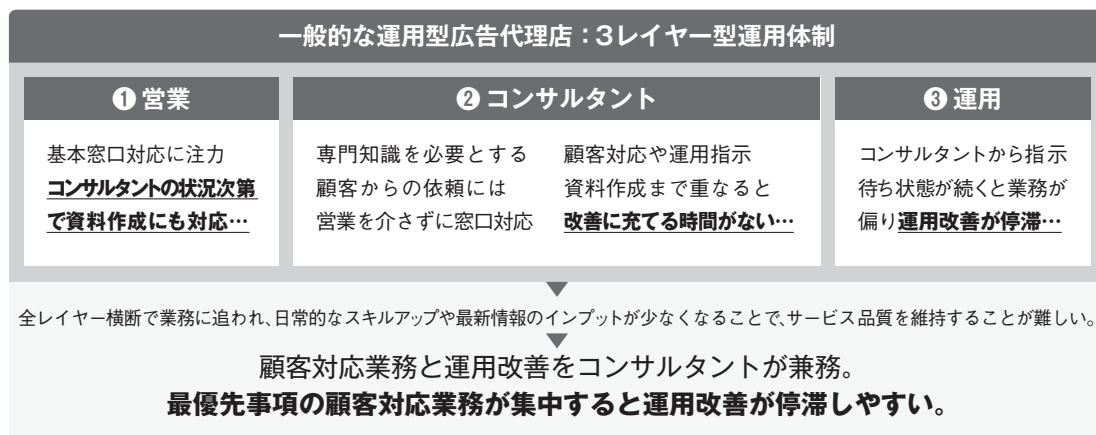 一般的な運用型広告代理店：3レイヤー型運用体制
❶ 営業
基本窓口対応に注力
コンサルタントの状況次第
で資料作成にも対応…
❷ コンサルタント
専門知識を必要とする
顧客からの依頼には
営業を介さずに窓口対応
顧客対応や運用指示
資料作成まで重なると
改善に充てる時間がない…
❸ 運用
コンサルタントから指示
待ち状態が続くと業務が
偏り運用改善が停滞…
全レイヤー横断で業務に追われ、日常的なスキルアップや最新情報のインプットが少なくなることで、サービス品質を維持することが難しい。
顧客対応業務と運用改善をコンサルタントが兼務。
最優先事項の顧客対応業務が集中すると運用改善が停滞しやすい。